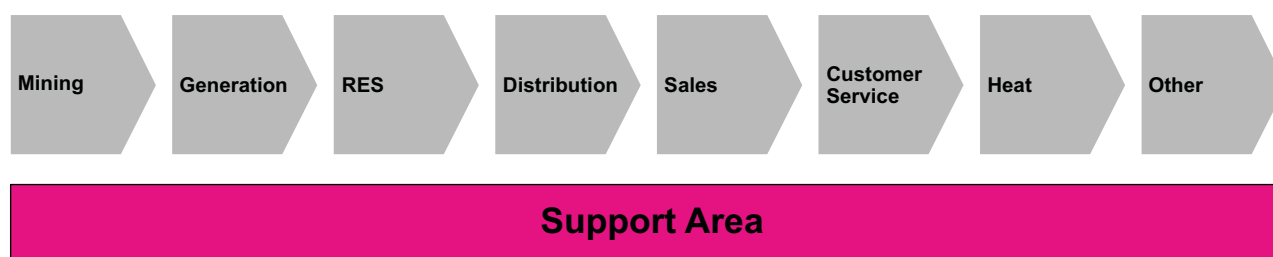 Mining
Generation
RES
Distribution
Sales
Customer
Service
Heat
Other
Support Area